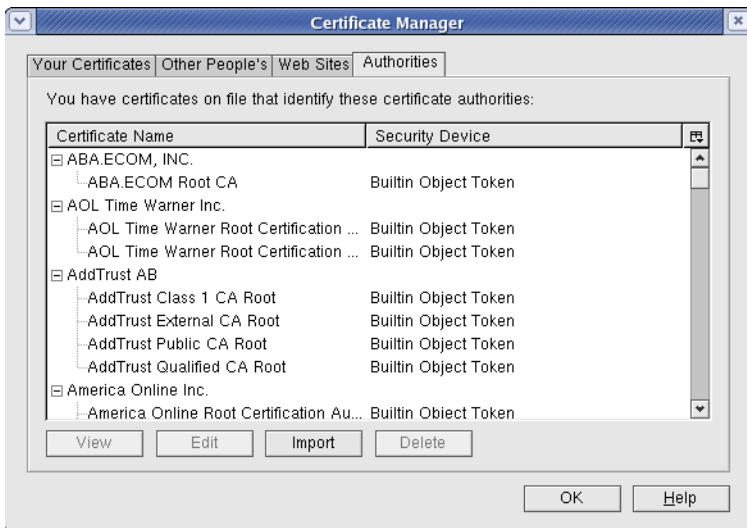 Certificate Manager
Your Certificates Other People's Web Sites Authorities
You have certificates on file that identify these certificate authorities:
Certificate Name Security Device
ABA.ECOM, INC.
ABA.ECOM Root CA Builtin Object Token
AOL Time Warner Inc.
AOL Time Warner Root Certification ... Builtin Object Token
AOL Time Warner Root Certification ... Builtin Object Token
AddTrust AB
AddTrust Class 1 CA Root Builtin Object Token
AddTrust External CA Root Builtin Object Token
AddTrust Public CA Root Builtin Object Token
AddTrust Qualified CA Root Builtin Object Token
America Online Inc.
America Online Root Certification Au... Builtin Object Token
View Edit Import Delete
OK Help